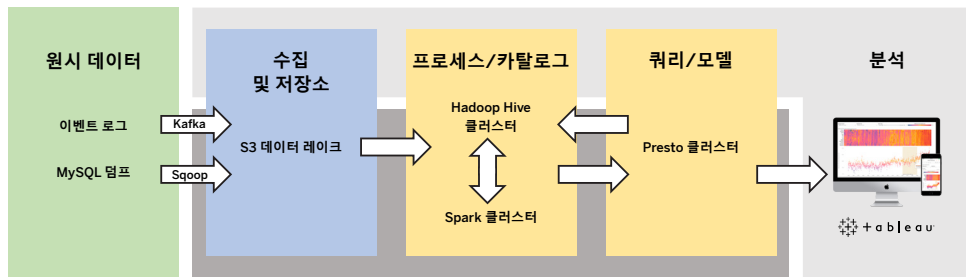 원시 데이터
이벤트 로그
MySQL 덤프
Kafka
Sqoop
수집
및 저장소
S3 데이터 레이크
프로세스/카탈로그
Hadoop Hive
클러스터
Spark 클러스터
쿼리/모델
Presto 클러스터
분석
+ableau